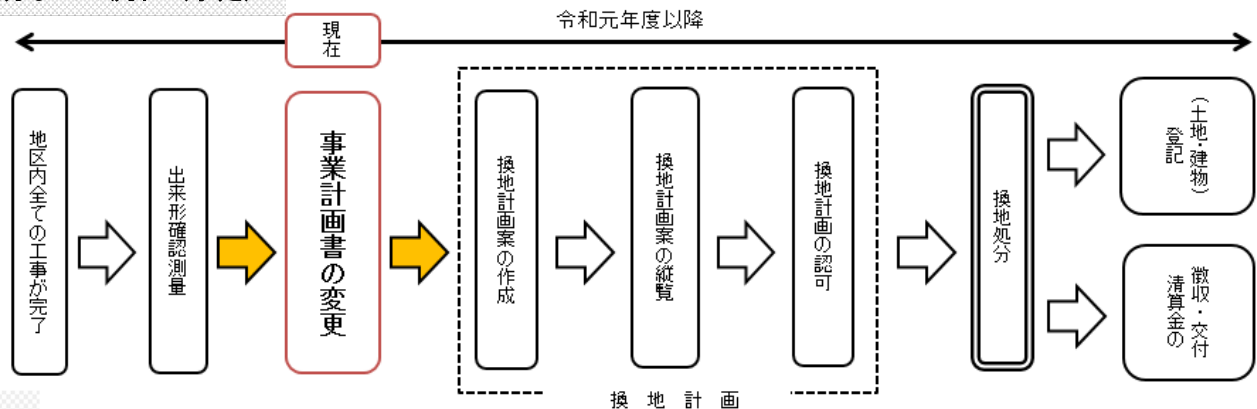 令和元年度以降
現在
地区内全ての工事が完了
出来形確認測量
事業計画書の変更
換地計画案の作成
換地計画案の縦覧
換地計画の認可
換地計画
換地処分
(土地・建物)
登記
徴収・交付
清算金の